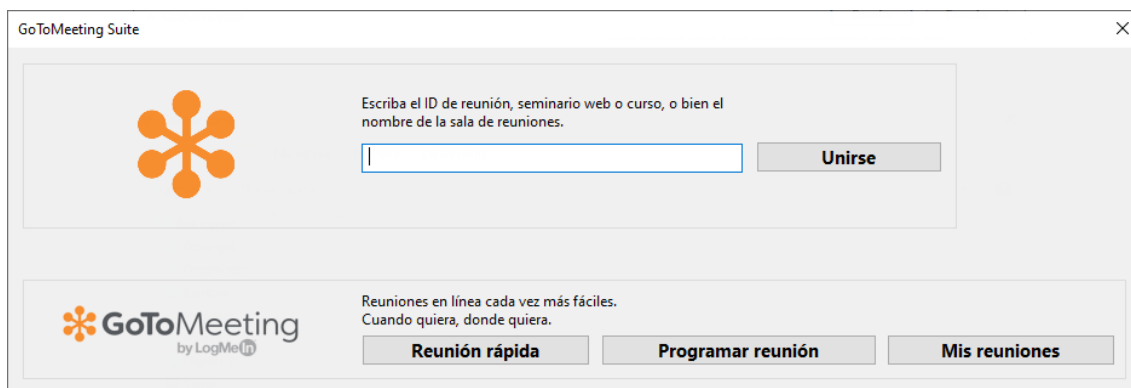 GoToMeeting Suite
Escriba el ID de reunión, seminario web o curso, o bien el
nombre de la sala de reuniones.
Unirse
Reuniones en línea cada vez más fáciles.
Cuando quiera, donde quiera.
GoToMeeting
by LogMeIn
Reunión rápida
Programar reunión
Mis reuniones